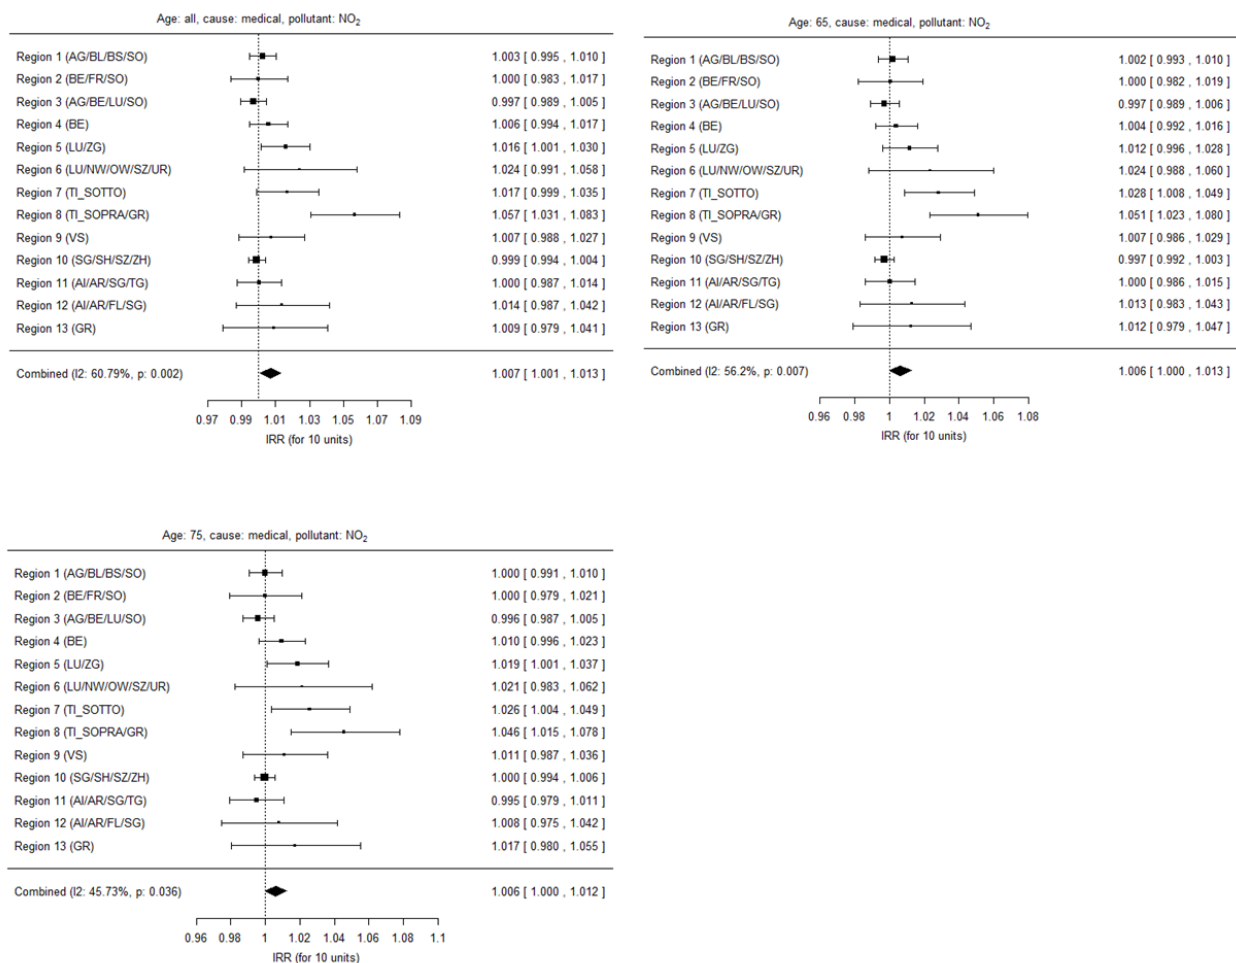 Age: all, cause: medical, pollutant: NO₂
Region 1 (AG/BL/BS/SO) 1.003 [ 0.995 , 1.010 ]
Region 2 (BE/FR/SO) 1.000 [ 0.983 , 1.017 ]
Region 3 (AG/BE/LU/SO) 0.997 [ 0.989 , 1.005 ]
Region 4 (BE) 1.006 [ 0.994 , 1.017 ]
Region 5 (LU/ZG) 1.016 [ 1.001 , 1.030 ]
Region 6 (LU/NW/OW/SZ/UR) 1.024 [ 0.991 , 1.058 ]
Region 7 (TI_SOTTO) 1.017 [ 0.999 , 1.035 ]
Region 8 (TI_SOPRA/GR) 1.057 [ 1.031 , 1.083 ]
Region 9 (VS) 1.007 [ 0.988 , 1.027 ]
Region 10 (SG/SH/SZ/ZH) 0.999 [ 0.994 , 1.004 ]
Region 11 (AI/AR/SG/TG) 1.000 [ 0.987 , 1.014 ]
Region 12 (AI/AR/FL/SG) 1.014 [ 0.987 , 1.042 ]
Region 13 (GR) 1.009 [ 0.979 , 1.041 ]
Combined (I2: 60.79%, p: 0.002) 1.007 [ 1.001 , 1.013 ]
0.97 0.99 1.01 1.03 1.05 1.07 1.09
IRR (for 10 units)
Age: 65, cause: medical, pollutant: NO₂
Region 1 (AG/BL/BS/SO) 1.002 [ 0.993 , 1.010 ]
Region 2 (BE/FR/SO) 1.000 [ 0.982 , 1.019 ]
Region 3 (AG/BE/LU/SO) 0.997 [ 0.989 , 1.006 ]
Region 4 (BE) 1.004 [ 0.992 , 1.016 ]
Region 5 (LU/ZG) 1.012 [ 0.996 , 1.028 ]
Region 6 (LU/NW/OW/SZ/UR) 1.024 [ 0.988 , 1.060 ]
Region 7 (TI_SOTTO) 1.028 [ 1.008 , 1.049 ]
Region 8 (TI_SOPRA/GR) 1.051 [ 1.023 , 1.080 ]
Region 9 (VS) 1.007 [ 0.986 , 1.029 ]
Region 10 (SG/SH/SZ/ZH) 0.997 [ 0.992 , 1.003 ]
Region 11 (AI/AR/SG/TG) 1.000 [ 0.986 , 1.015 ]
Region 12 (AI/AR/FL/SG) 1.013 [ 0.983 , 1.043 ]
Region 13 (GR) 1.012 [ 0.979 , 1.047 ]
Combined (I2: 56.2%, p: 0.007) 1.006 [ 1.000 , 1.013 ]
0.96 0.98 1 1.02 1.04 1.06 1.08
IRR (for 10 units)
Age: 75, cause: medical, pollutant: NO₂
Region 1 (AG/BL/BS/SO) 1.000 [ 0.991 , 1.010 ]
Region 2 (BE/FR/SO) 1.000 [ 0.979 , 1.021 ]
Region 3 (AG/BE/LU/SO) 0.996 [ 0.987 , 1.005 ]
Region 4 (BE) 1.010 [ 0.996 , 1.023 ]
Region 5 (LU/ZG) 1.019 [ 1.001 , 1.037 ]
Region 6 (LU/NW/OW/SZ/UR) 1.021 [ 0.983 , 1.062 ]
Region 7 (TI_SOTTO) 1.026 [ 1.004 , 1.049 ]
Region 8 (TI_SOPRA/GR) 1.046 [ 1.015 , 1.078 ]
Region 9 (VS) 1.011 [ 0.987 , 1.036 ]
Region 10 (SG/SH/SZ/ZH) 1.000 [ 0.994 , 1.006 ]
Region 11 (AI/AR/SG/TG) 0.995 [ 0.979 , 1.011 ]
Region 12 (AI/AR/FL/SG) 1.008 [ 0.975 , 1.042 ]
Region 13 (GR) 1.017 [ 0.980 , 1.055 ]
Combined (I2: 45.73%, p: 0.036) 1.006 [ 1.000 , 1.012 ]
0.96 0.98 1 1.02 1.04 1.06 1.08 1.1
IRR (for 10 units)